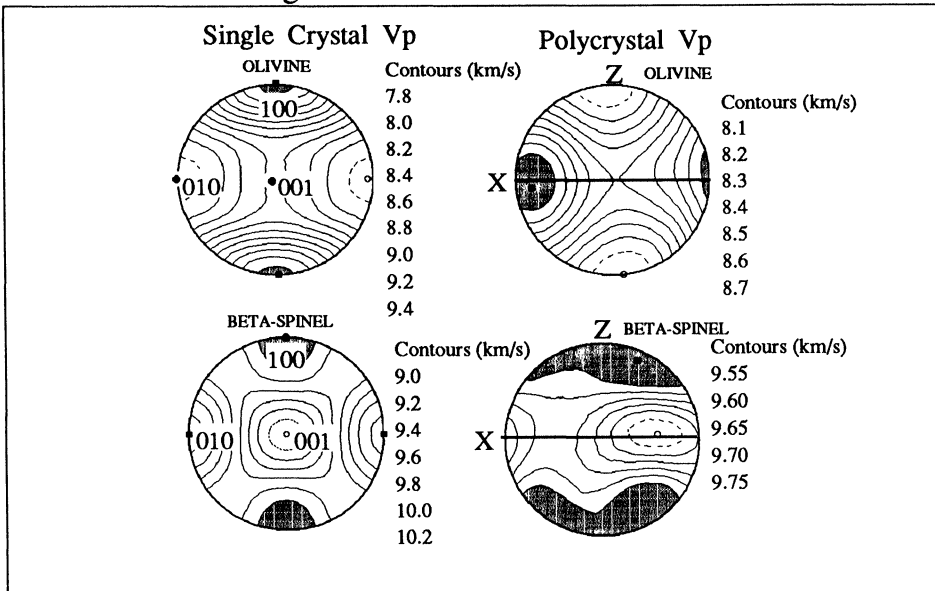 Single Crystal Vp
OLIVINE
100
010
001
Contours (km/s)
7.8
8.0
8.2
8.4
8.6
8.8
9.0
9.2
9.4
Polycrystal Vp
Z OLIVINE
X
Contours (km/s)
8.1
8.2
8.3
8.4
8.5
8.6
8.7
BETA-SPINEL
100
010
001
Contours (km/s)
9.0
9.2
9.4
9.6
9.8
10.0
10.2
Z BETA-SPINEL
X
Contours (km/s)
9.55
9.60
9.65
9.70
9.75